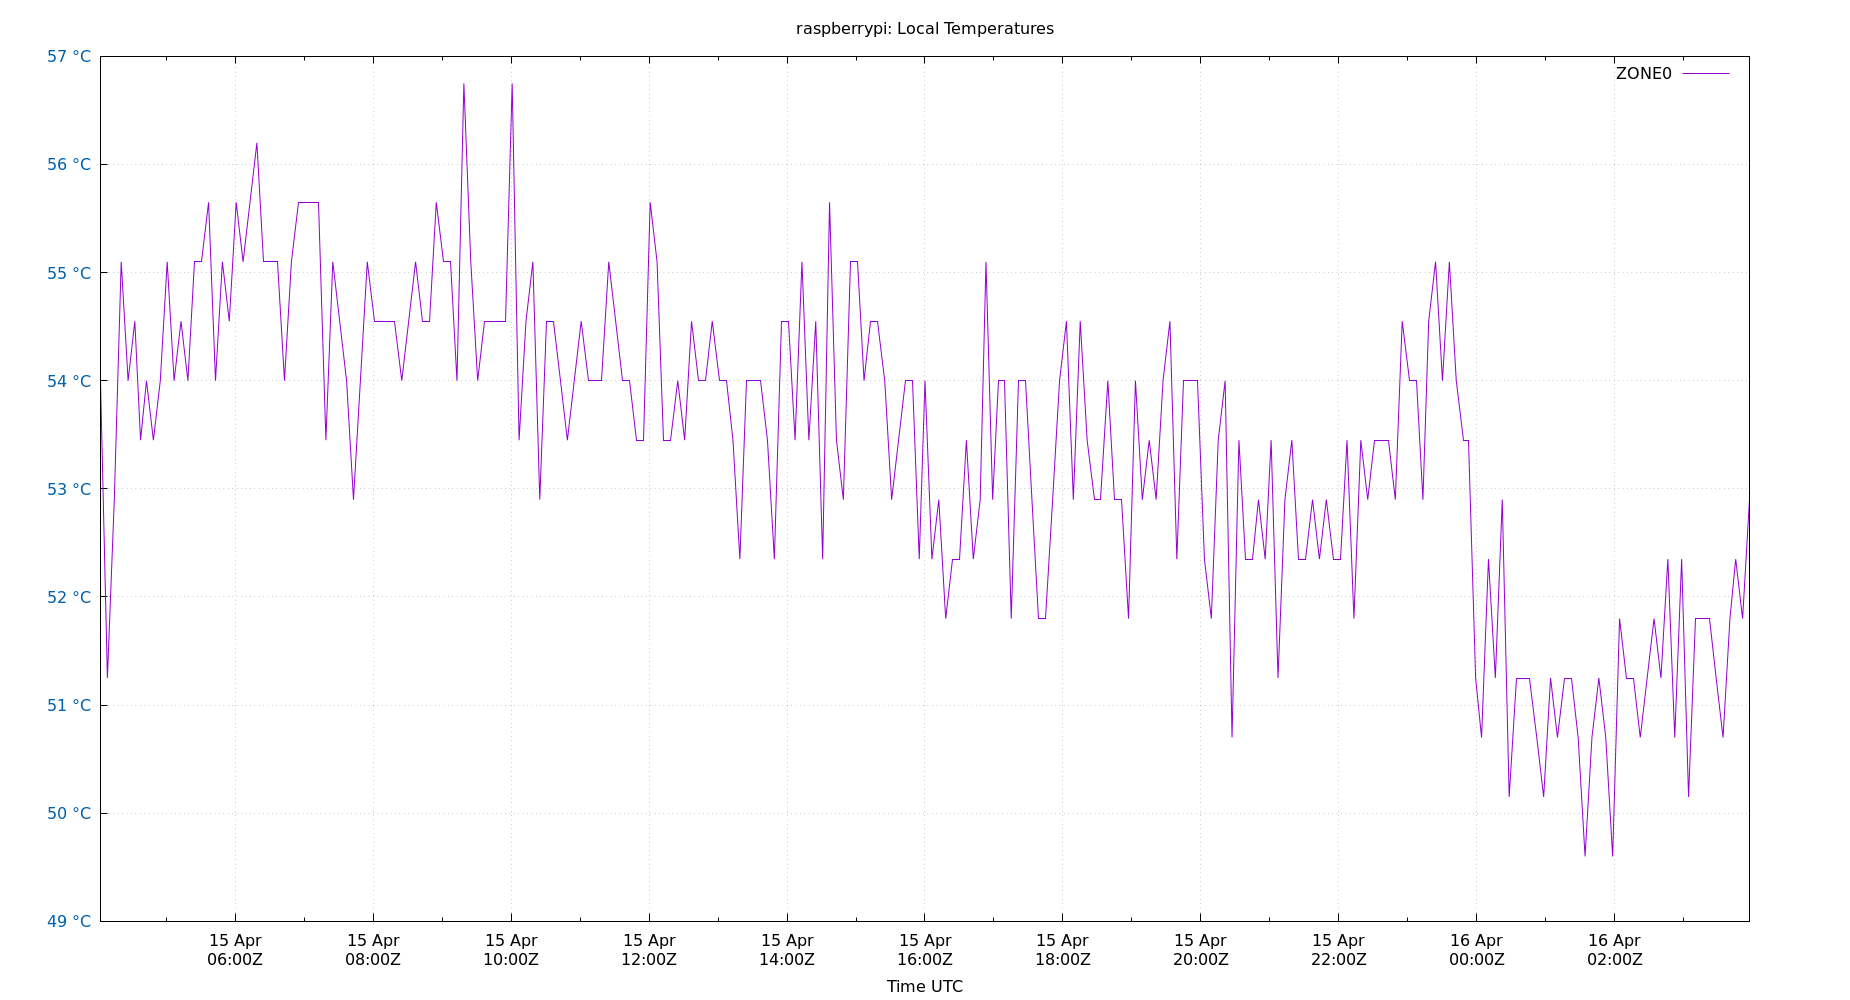 raspberrypi: Local Temperatures
57 °C
ZONE0
56 °C
55 °C
54 °C
53 °C
52 °C
51 °C
50 °C
49 °C
15 Apr 15 Apr 15 Apr 15 Apr 15 Apr 15 Apr 15 Apr 15 Apr 15 Apr 16 Apr 16 Apr
06:00Z 08:00Z 10:00Z 12:00Z 14:00Z 16:00Z 18:00Z 20:00Z 22:00Z 00:00Z 02:00Z
Time UTC